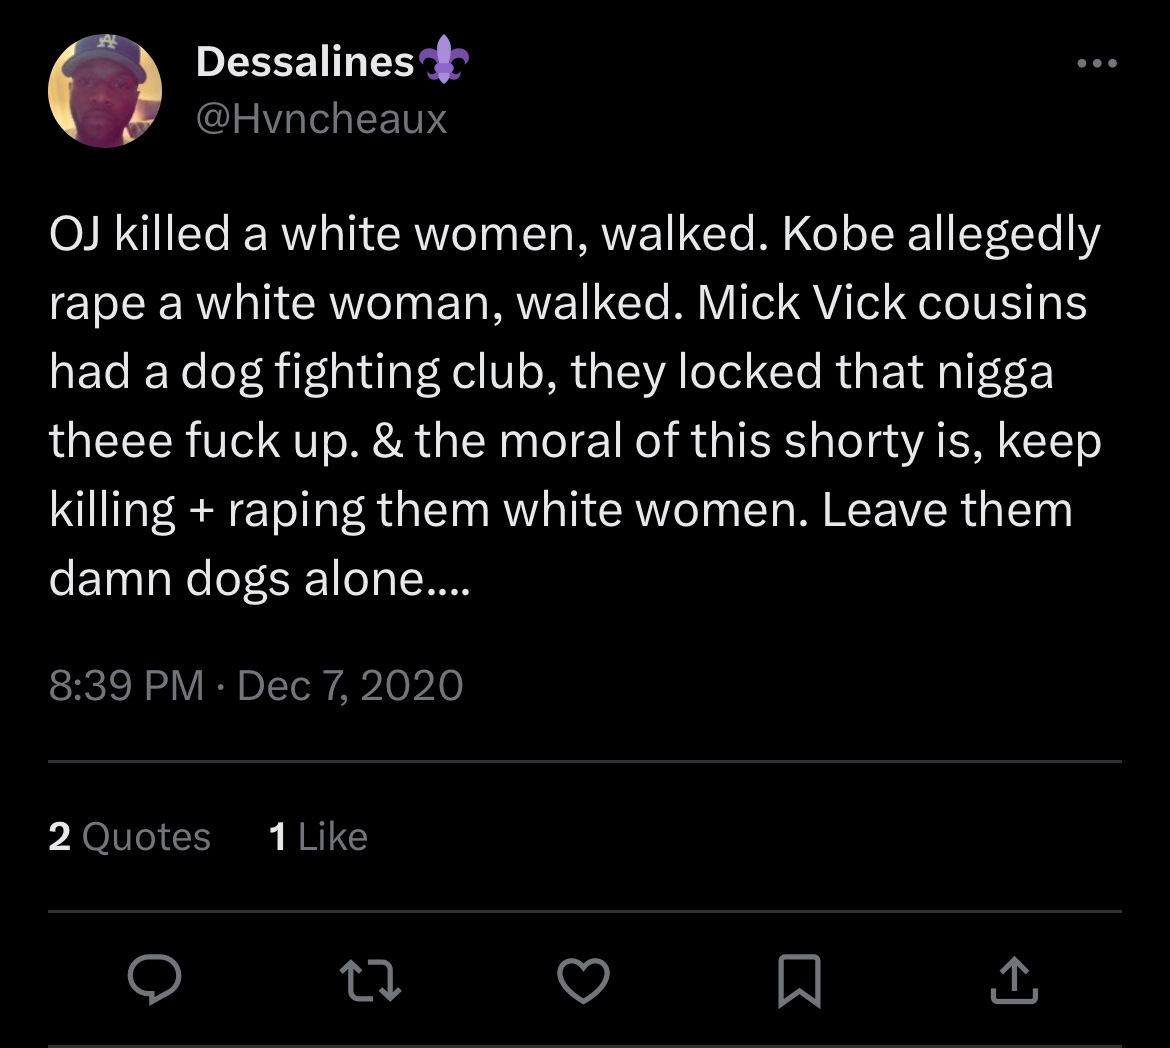 Dessalines⚜
@Hvncheaux
OJ killed a white women, walked. Kobe allegedly
rape a white woman, walked. Mick Vick cousins
had a dog fighting club, they locked that nigga
theee fuck up. & the moral of this shorty is, keep
killing + raping them white women. Leave them
damn dogs alone....
8:39 PM · Dec 7, 2020
2 Quotes 1 Like